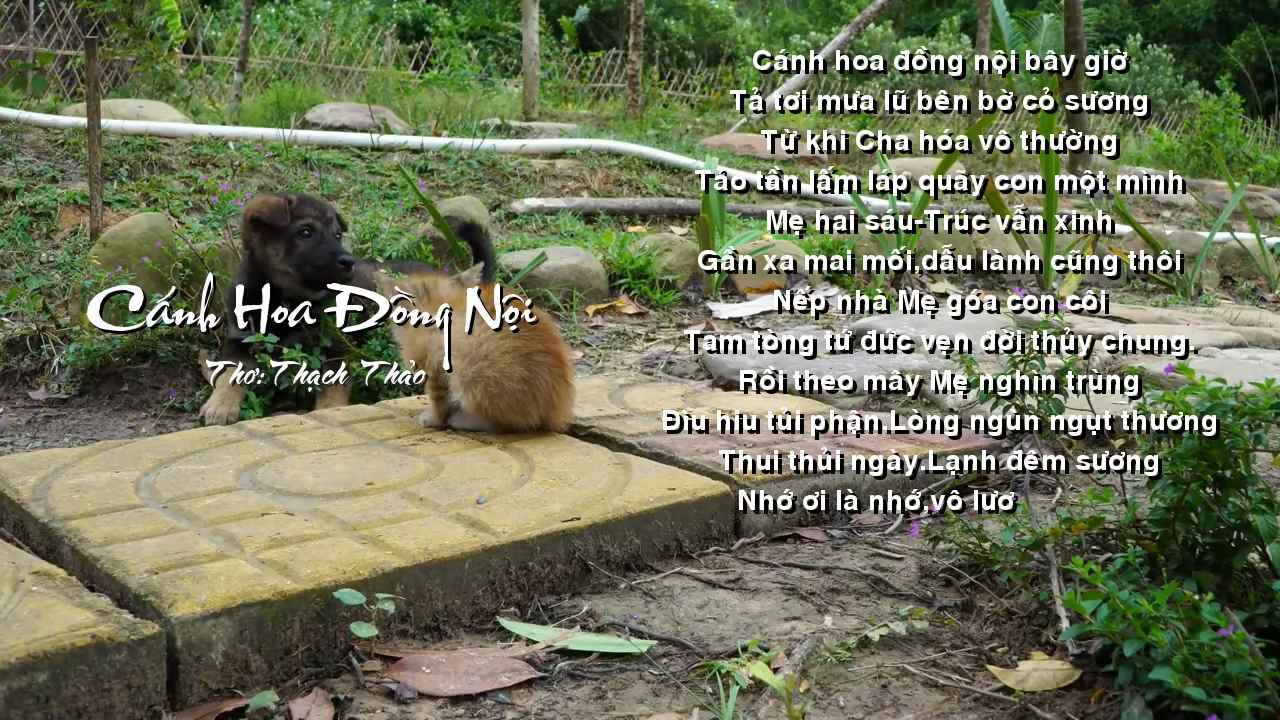 Cánh Hoa Đồng Nội
Thơ: Thạch Thảo
Cánh hoa đồng nội bây giờ
Tả tơi mưa lũ bên bờ cỏ sương
Từ khi Cha hóa vô thường
Tảo tần lấm láp quãy con một mình
Mẹ hai sáu-Trúc vẫn xinh
Gần xa mai mối,dẫu lành cũng thôi
Nếp nhà Mẹ góa con côi
Tam tòng tứ đức vẹn đời thủy chung.
Rồi theo mây Mẹ nghìn trùng
Đìu hiu tủi phận.Lòng ngùn ngụt thương
Thui thủi ngày.Lạnh đêm sương
Nhớ ơi là nhớ,vô lươ